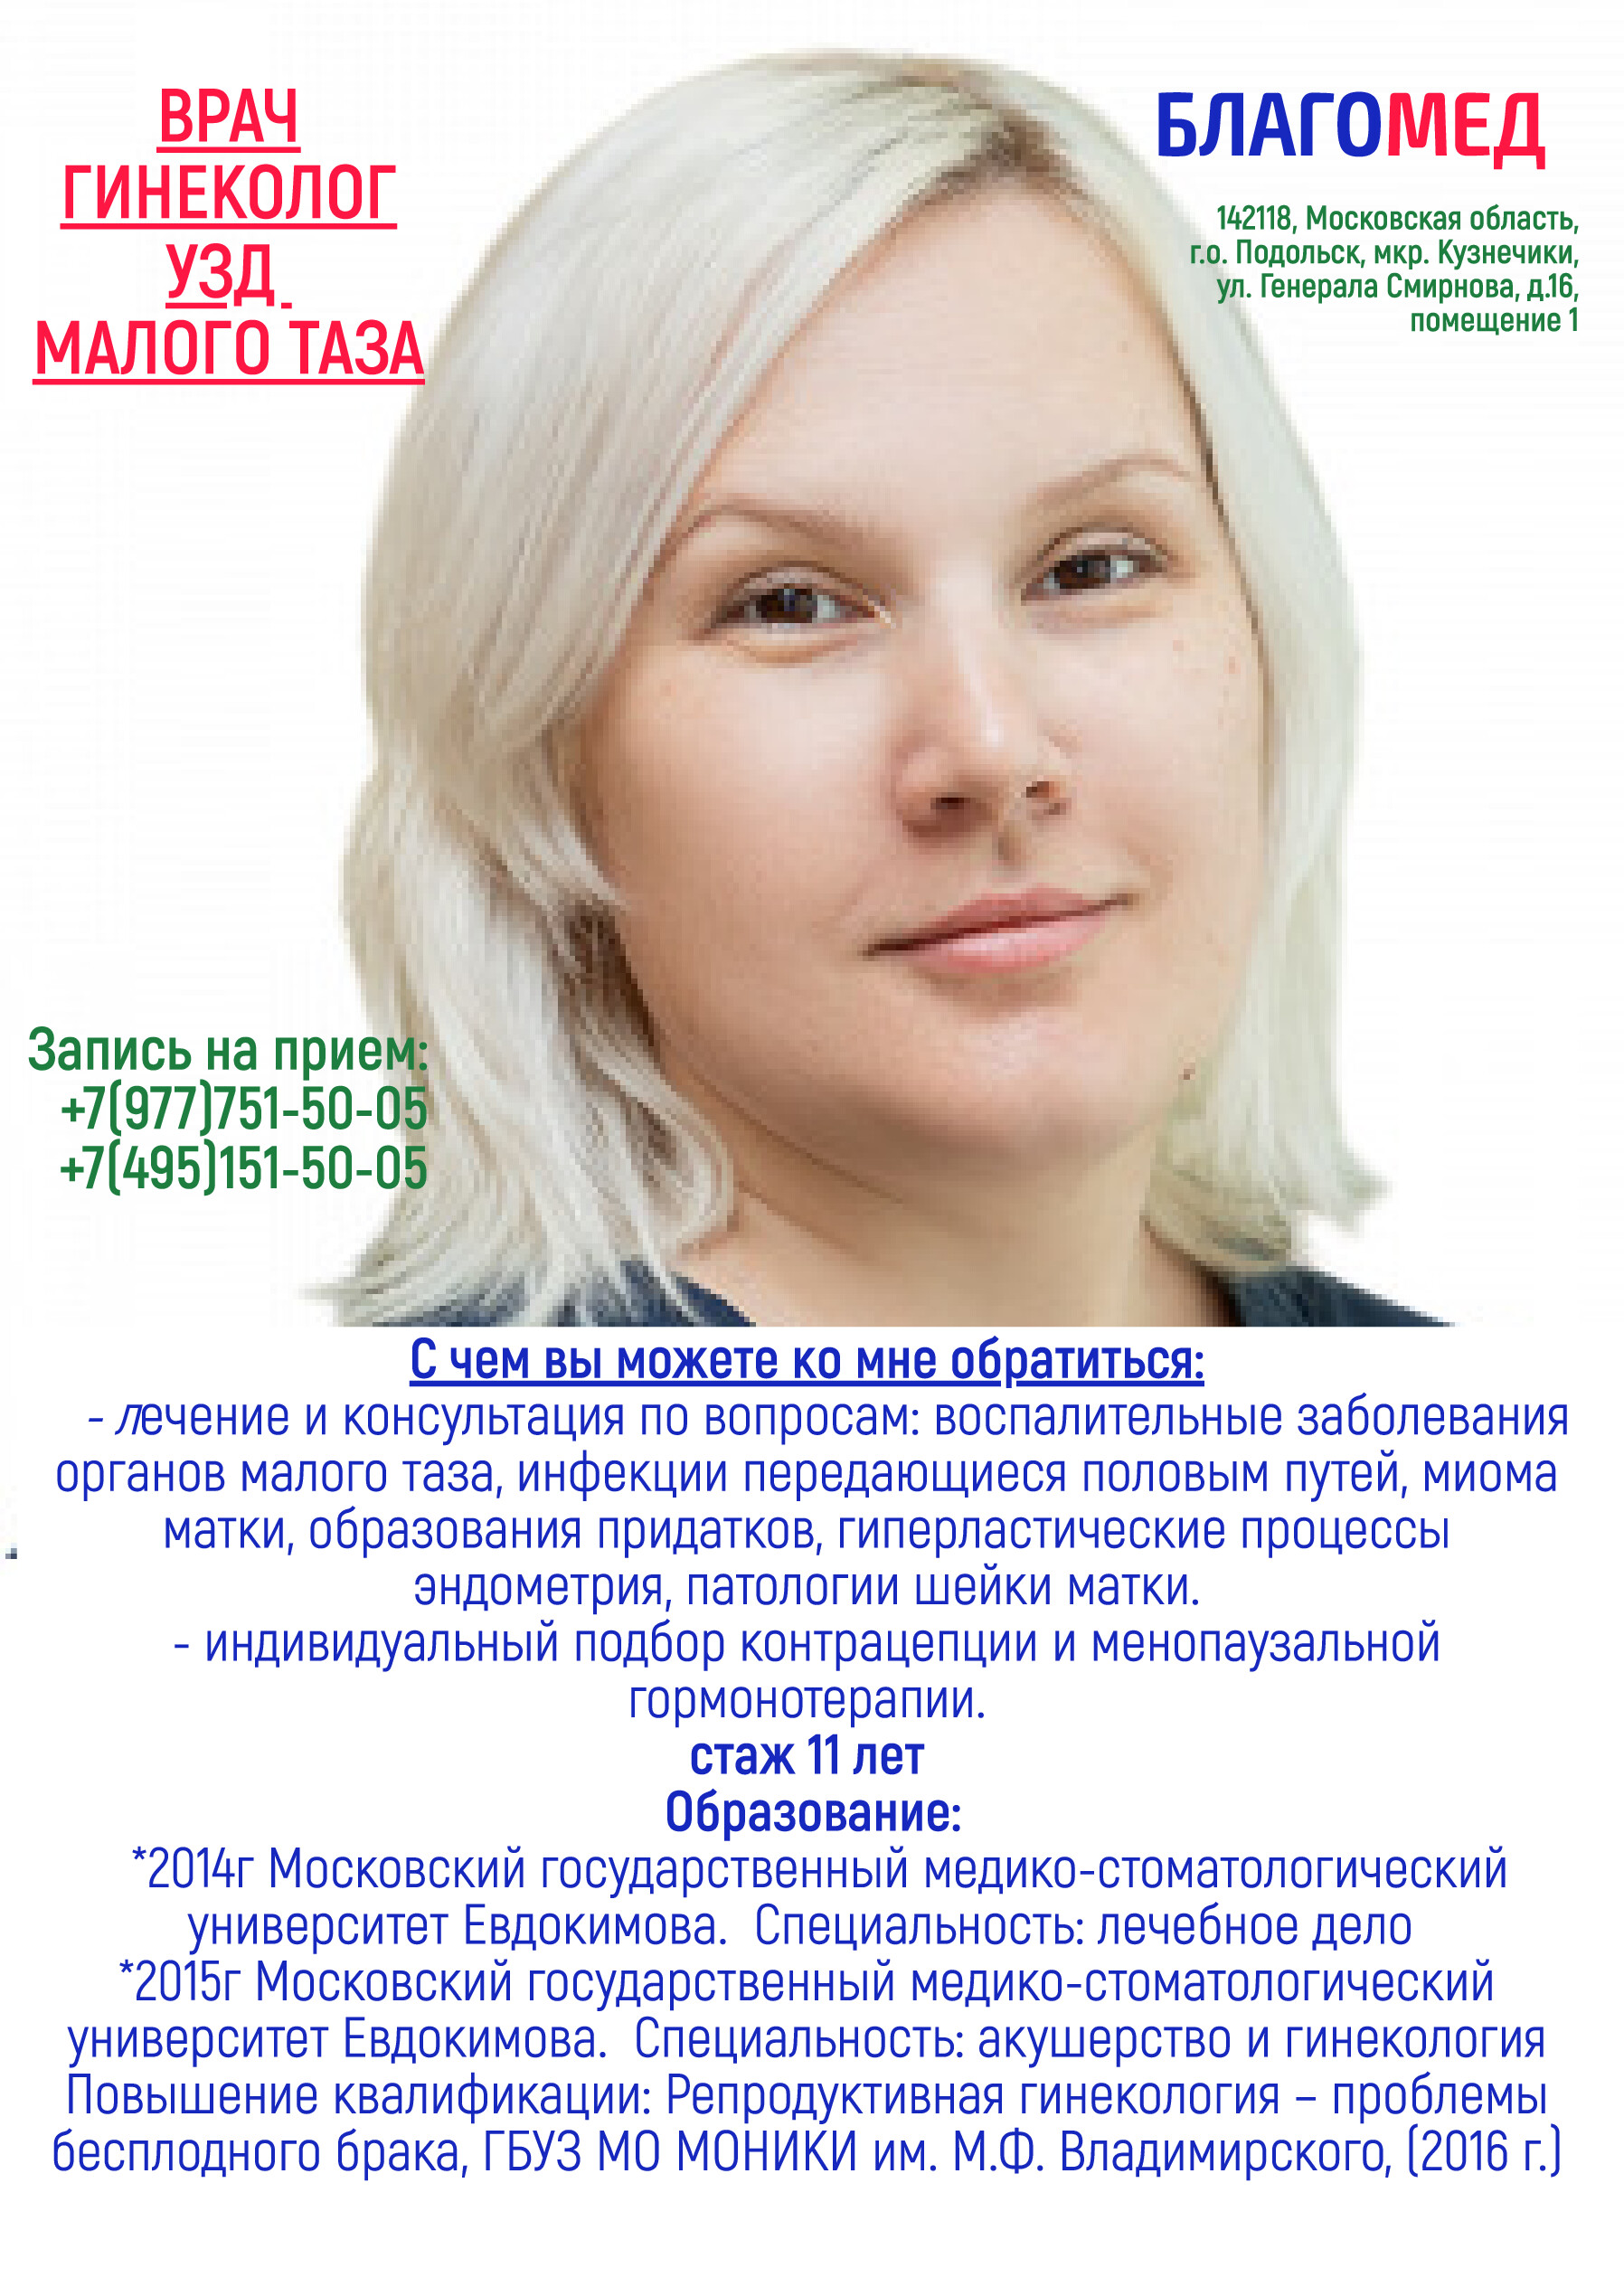 ВРАЧ
ГИНЕКОЛОГ
УЗД
МАЛОГО ТАЗА
БЛАГОМЕД
142118, Московская область,
г.о. Подольск, мкр. Кузнечики,
ул. Генерала Смирнова, д.16,
помещение 1
Запись на прием:
+7(977)751-50-05
+7(495)151-50-05
С чем вы можете ко мне обратиться:
- лечение и консультация по вопросам: воспалительные заболевания
органов малого таза, инфекции передающиеся половым путей, миома
матки, образования придатков, гиперластические процессы
эндометрия, патологии шейки матки.
- индивидуальный подбор контрацепции и менопаузальной
гормонотерапии.
стаж 11 лет
Образование:
*2014г Московский государственный медико-стоматологический
университет Евдокимова. Специальность: лечебное дело
*2015г Московский государственный медико-стоматологический
университет Евдокимова. Специальность: акушерство и гинекология
Повышение квалификации: Репродуктивная гинекология – проблемы
бесплодного брака, ГБУЗ МО МОНИКИ им. М.Ф. Владимирского, (2016 г.)